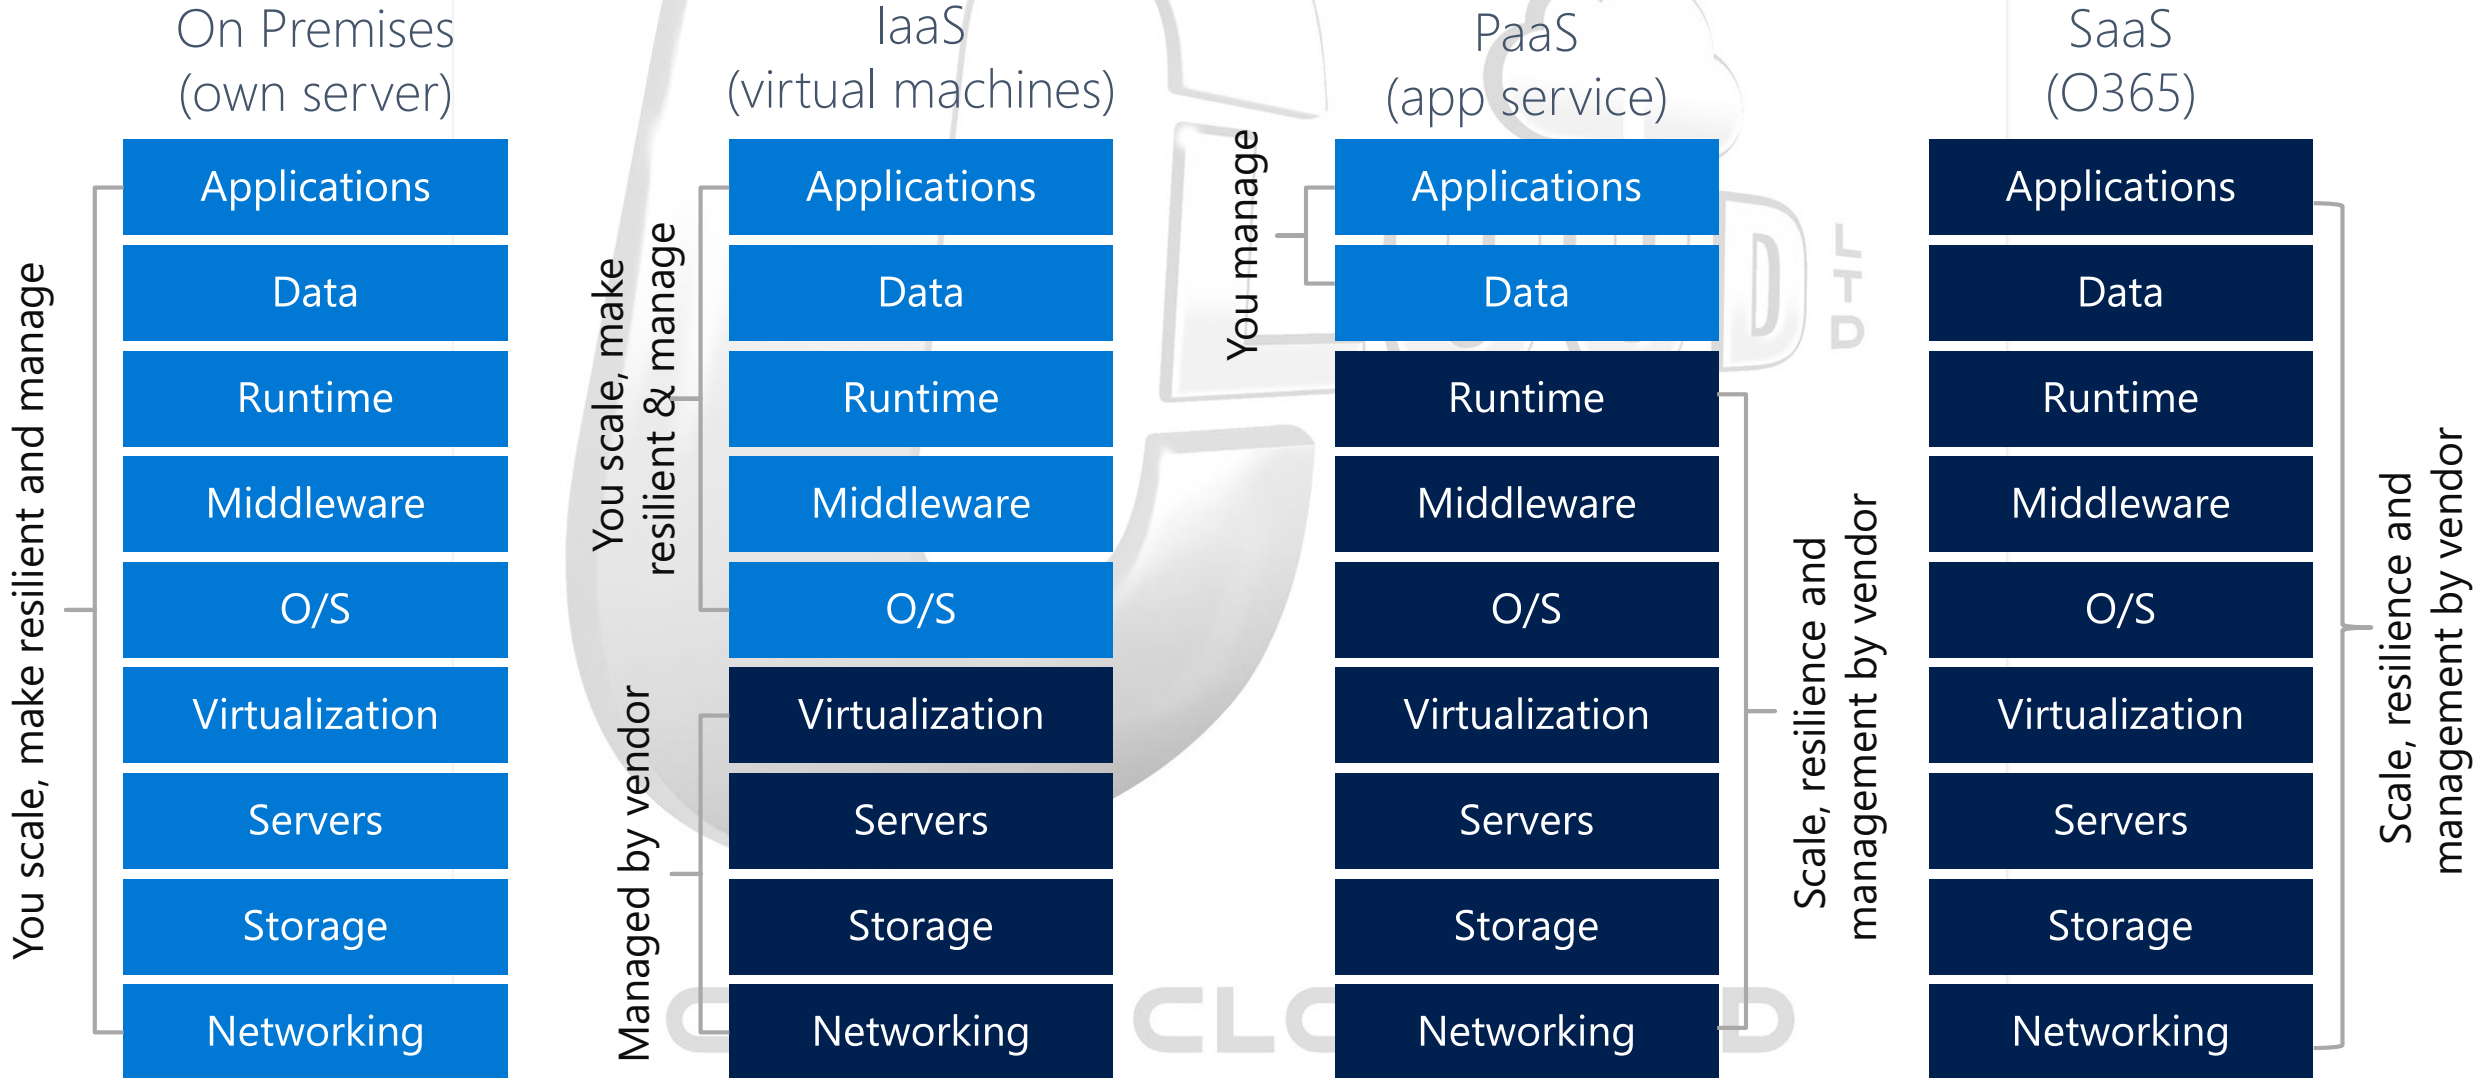 On Premises
(own server)
You scale, make resilient and manage
Applications
Data
Runtime
Middleware
O/S
Virtualization
Servers
Storage
Networking
IaaS
(virtual machines)
You scale, make
resilient & manage
Managed by vendor
Applications
Data
Runtime
Middleware
O/S
Virtualization
Servers
Storage
Networking
PaaS
(app service)
You manage
Applications
Data
Runtime
Middleware
O/S
Virtualization
Servers
Storage
Networking
Scale, resilience and
management by vendor
SaaS
(O365)
Applications
Data
Runtime
Middleware
O/S
Virtualization
Servers
Storage
Networking
Scale, resilience and
management by vendor
LTD